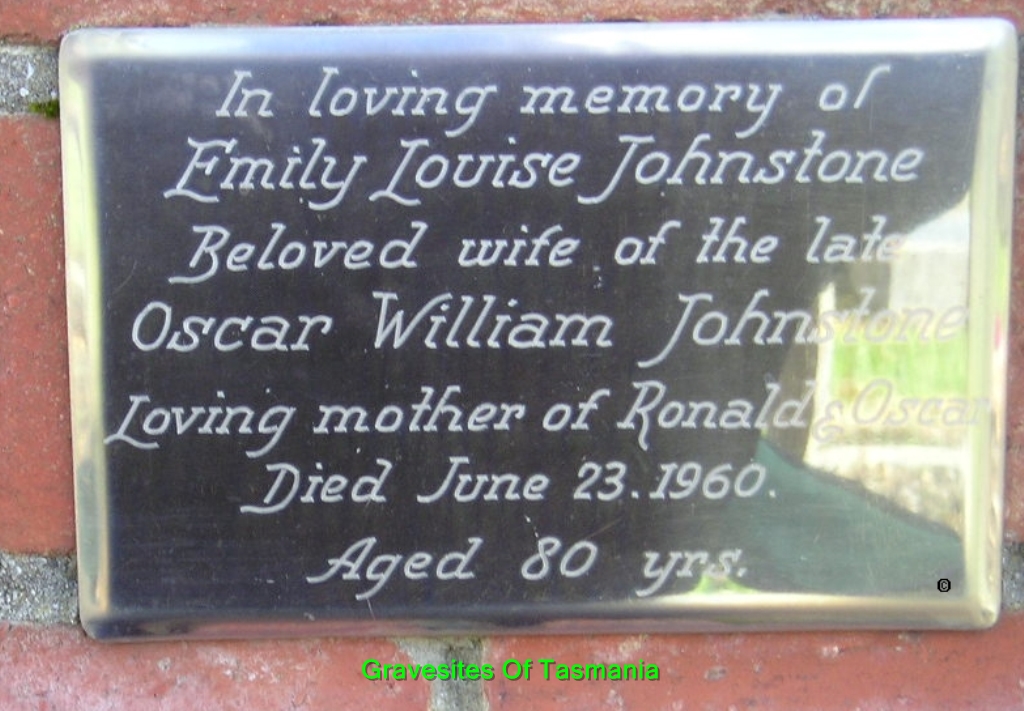 In loving memory of
Emily Louise Johnstone
Beloved wife of the late
Oscar William Johnstone
Loving mother of Ronald & Oscar
Died June 23. 1960.
Aged 80 yrs.
©
Gravesites Of Tasmania